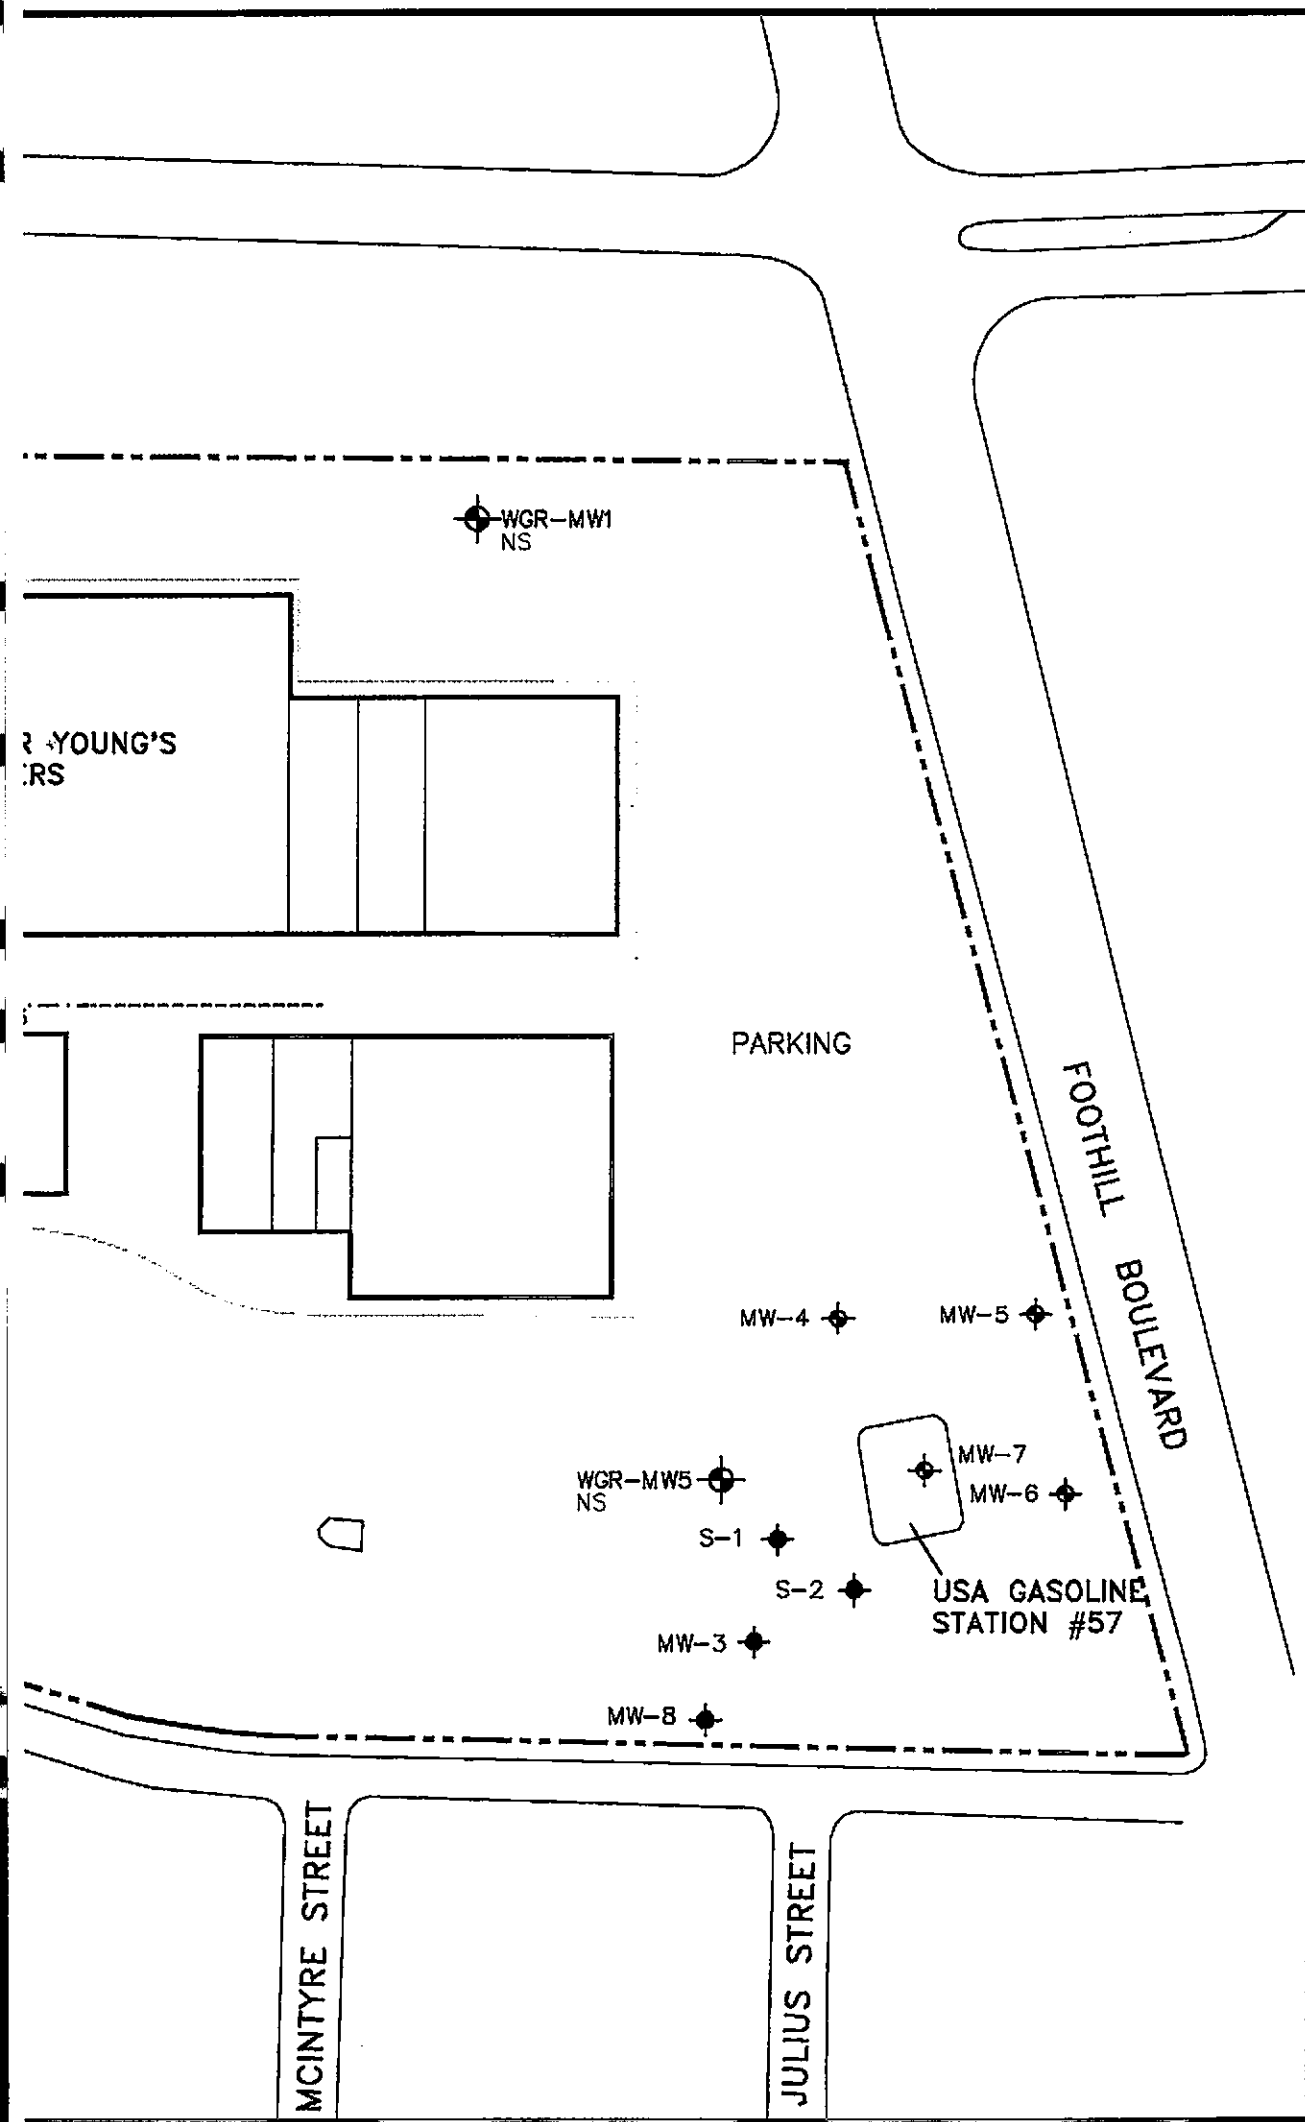 WGR-MW1
NS
YOUNG'S
PARKING
FOOTHILL BOULEVARD
MW-4
MW-5
MW-7
WGR-MW5
NS
MW-6
S-1
S-2
USA GASOLINE
STATION #57
MW-3
MW-8
MCINTYRE STREET
JULIUS STREET